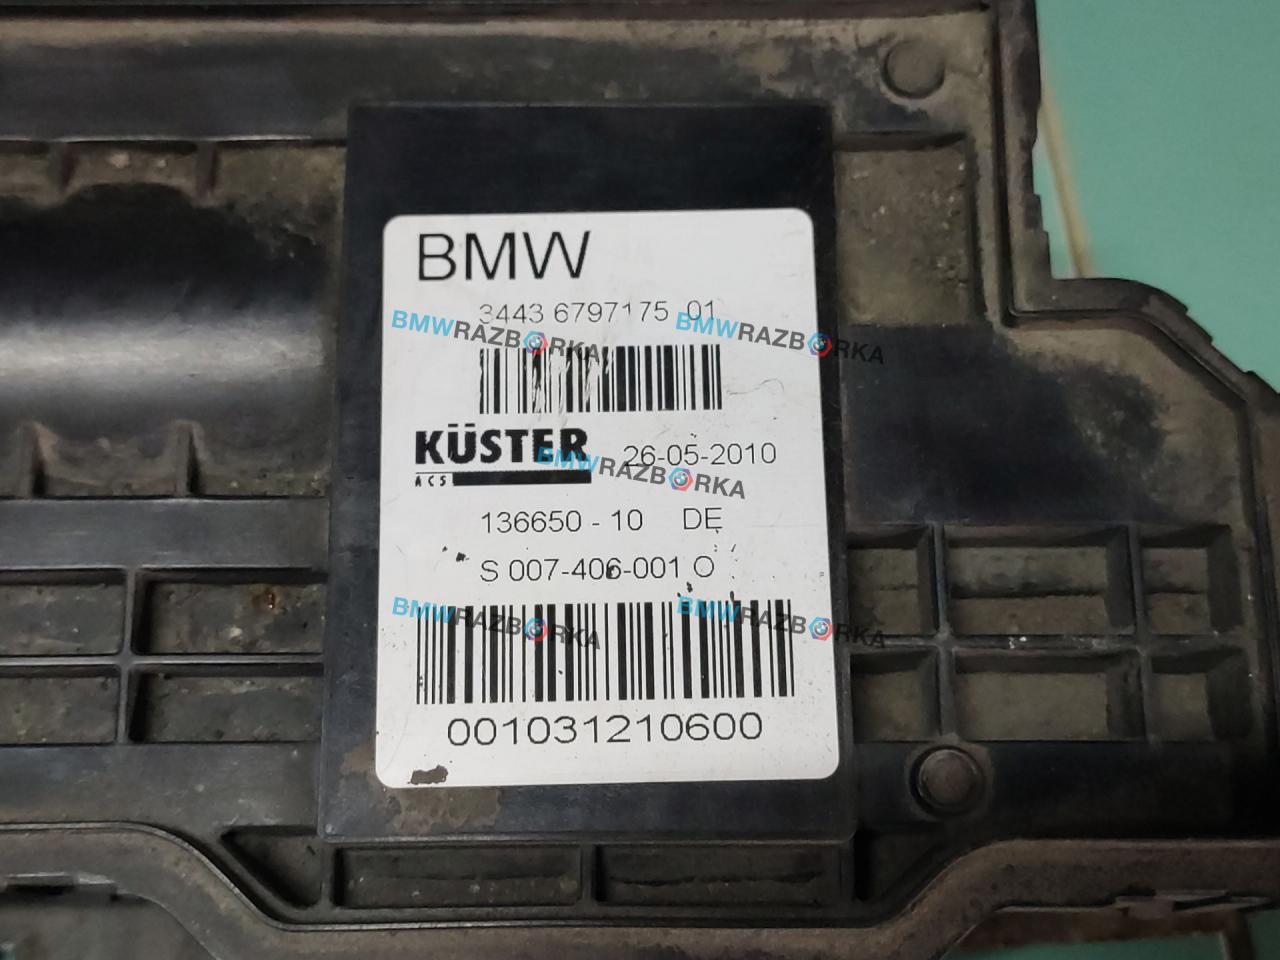 BMW
3443 6797175 01
BMWRAZBORKA BMWRAZBORKA
KÜSTER 26-05-2010
ACS
BMWRAZBORKA
136650 - 10 DE
S 007-406-001 O
BMWRAZBORKA BMWRAZBORKA
001031210600